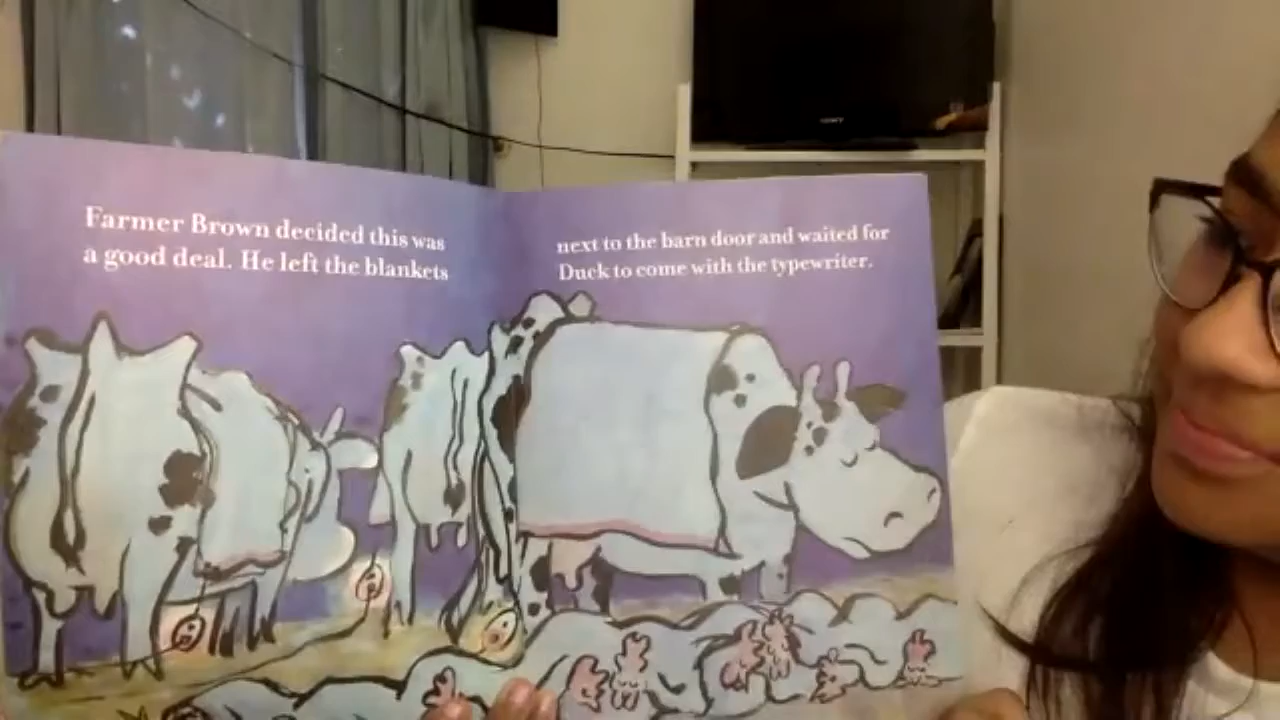 Farmer Brown decided this was
a good deal. He left the blankets
next to the barn door and waited for
Duck to come with the typewriter.
SONY